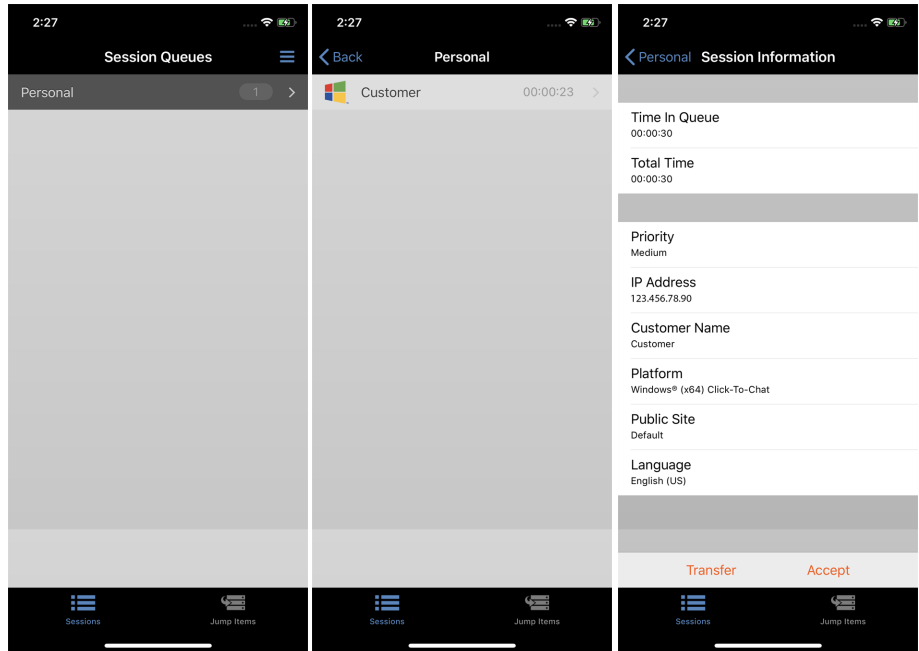 2:27
Session Queues
Personal
1
Sessions
Jump Items
2:27
Back
Personal
Customer
00:00:23
Sessions
Jump Items
2:27
Personal
Session Information
Time In Queue
00:00:30
Total Time
00:00:30
Priority
Medium
IP Address
123.456.78.90
Customer Name
Customer
Platform
Windows® (x64) Click-To-Chat
Public Site
Default
Language
English (US)
Transfer
Accept
Sessions
Jump Items